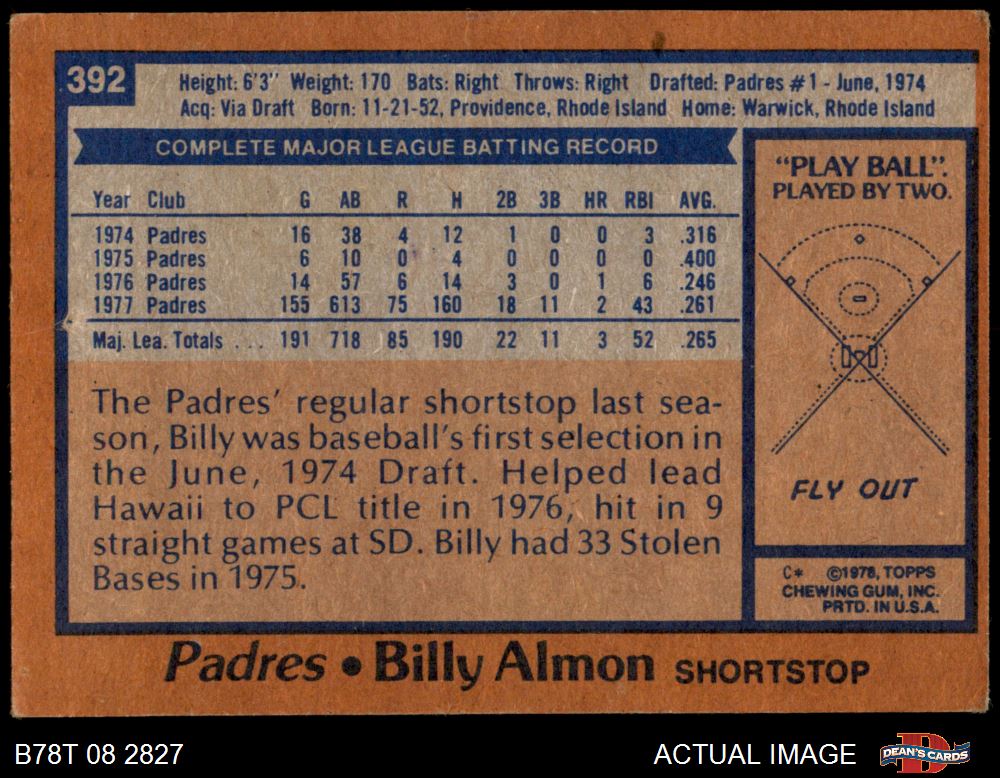 392
Height: 6'3" Weight: 170 Bats: Right Throws: Right Drafted: Padres #1 - June, 1974
Acq: Via Draft Born: 11-21-52, Providence, Rhode Island Home: Warwick, Rhode Island
COMPLETE MAJOR LEAGUE BATTING RECORD
Year Club G AB R H 2B 3B HR RBI AVG.
1974 Padres 16 38 4 12 1 0 0 3 .316
1975 Padres 6 10 0 4 0 0 0 0 .400
1976 Padres 14 57 6 14 3 0 1 6 .246
1977 Padres 155 613 75 160 18 11 2 43 .261
Maj. Lea. Totals ... 191 718 85 190 22 11 3 52 .265
The Padres' regular shortstop last sea-
son, Billy was baseball's first selection in
the June, 1974 Draft. Helped lead
Hawaii to PCL title in 1976, hit in 9
straight games at SD. Billy had 33 Stolen
Bases in 1975.
"PLAY BALL".
PLAYED BY TWO.
FLY OUT
C* ©1978, TOPPS
CHEWING GUM, INC.
PRTD. IN U.S.A.
Padres • Billy Almon SHORTSTOP
B78T 08 2827
ACTUAL IMAGE
DEAN'S CARDS